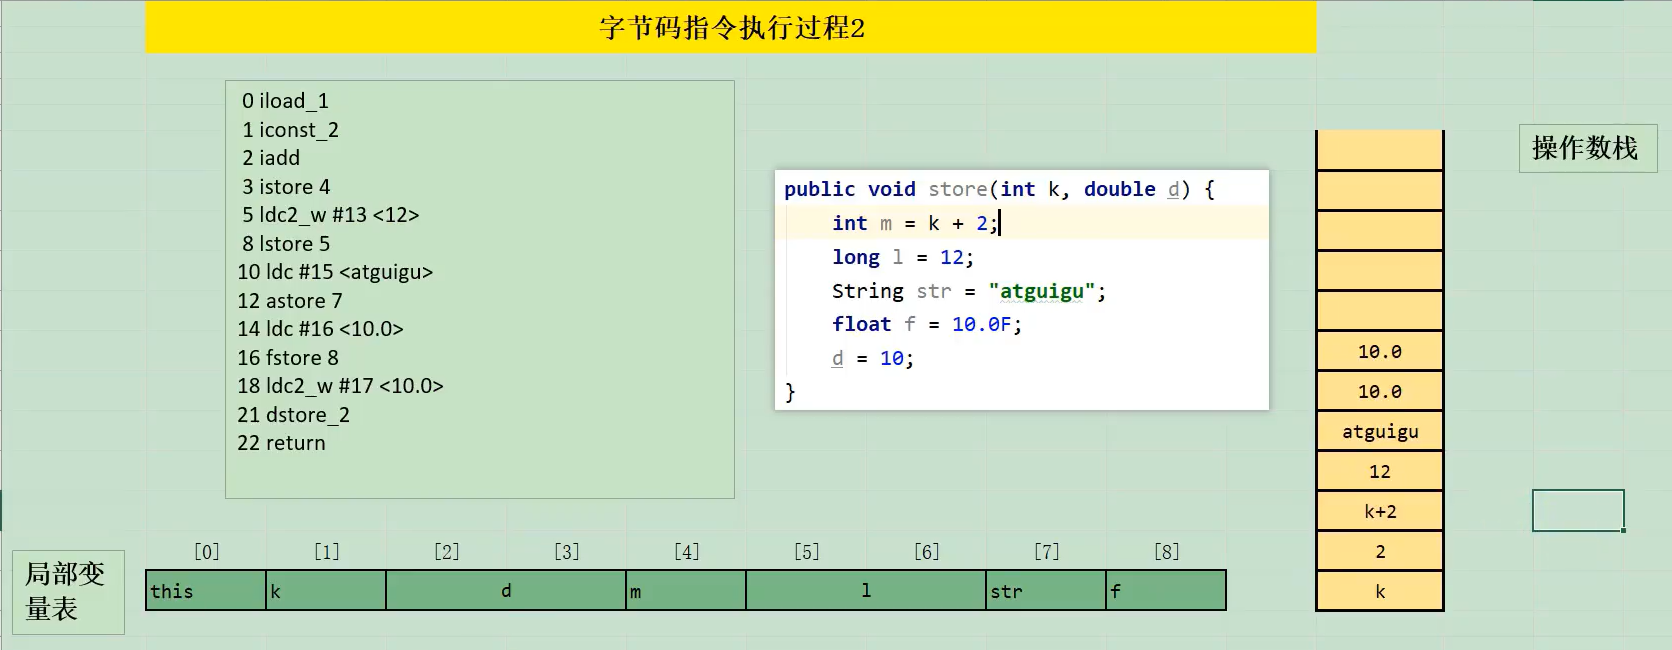 字节码指令执行过程2
0 iload_1
1 iconst_2
2 iadd
3 istore 4
5 ldc2_w #13 <12>
8 lstore 5
10 ldc #15 <atguigu>
12 astore 7
14 ldc #16 <10.0>
16 fstore 8
18 ldc2_w #17 <10.0>
21 dstore_2
22 return
public void store(int k, double d) {
int m = k + 2;
long l = 12;
String str = "atguigu";
float f = 10.0F;
d = 10;
}
操作数栈
10.0
10.0
atguigu
12
k+2
2
k
局部变
量表
[0] [1] [2] [3] [4] [5] [6] [7] [8]
this k d m l str f